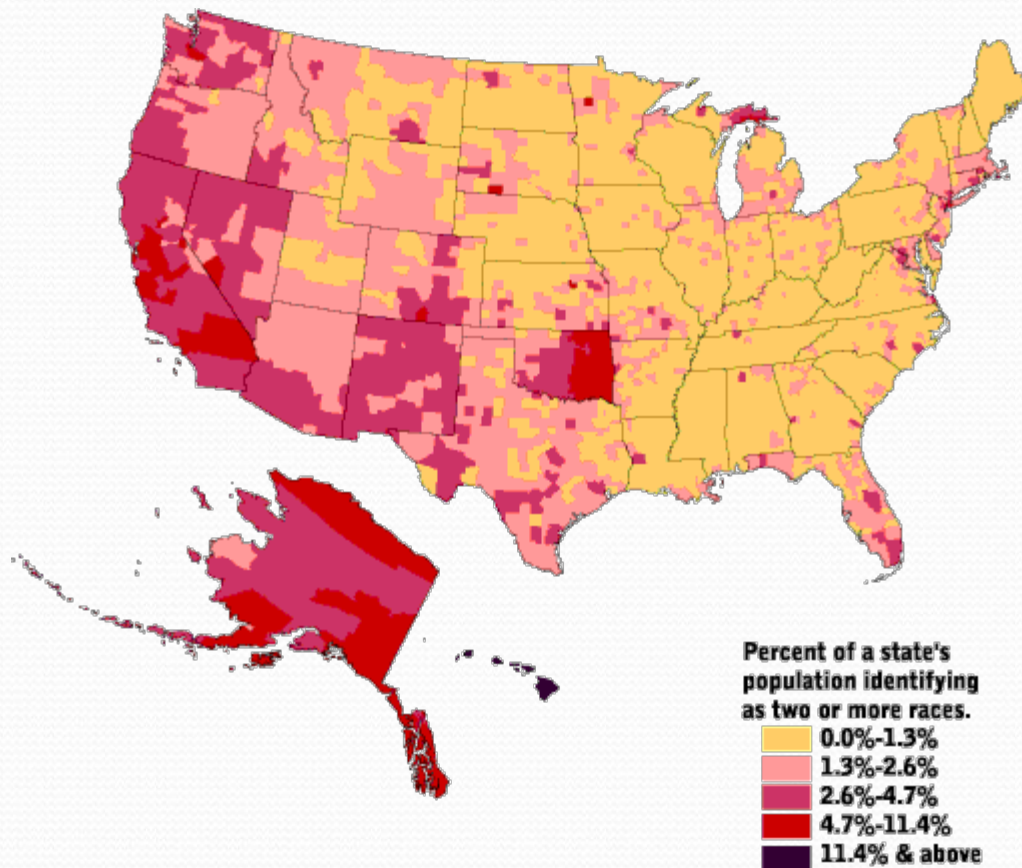 Percent of a state's
population identifying
as two or more races.
0.0%-1.3%
1.3%-2.6%
2.6%-4.7%
4.7%-11.4%
11.4% & above